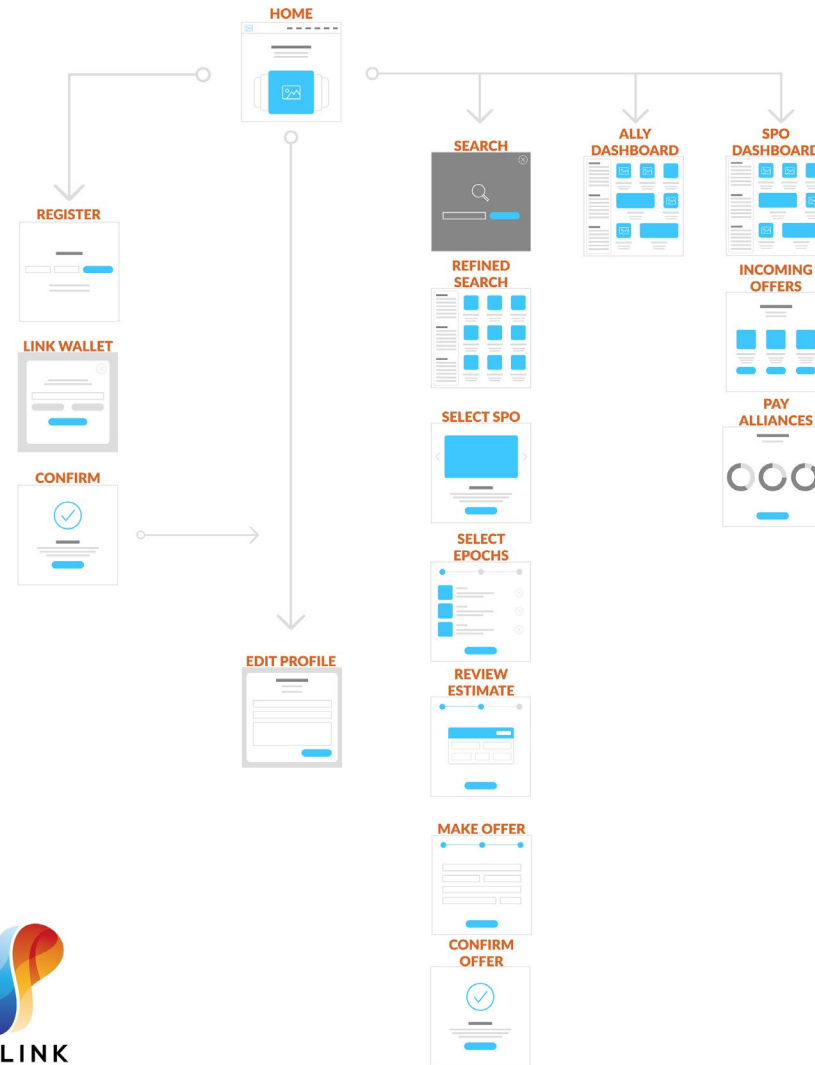 HOME
REGISTER
LINK WALLET
CONFIRM
EDIT PROFILE
SEARCH
REFINED
SEARCH
SELECT SPO
SELECT
EPOCHS
REVIEW
ESTIMATE
MAKE OFFER
CONFIRM
OFFER
ALLY
DASHBOARD
SPO
DASHBOARD
INCOMING
OFFERS
PAY
ALLIANCES
LINK